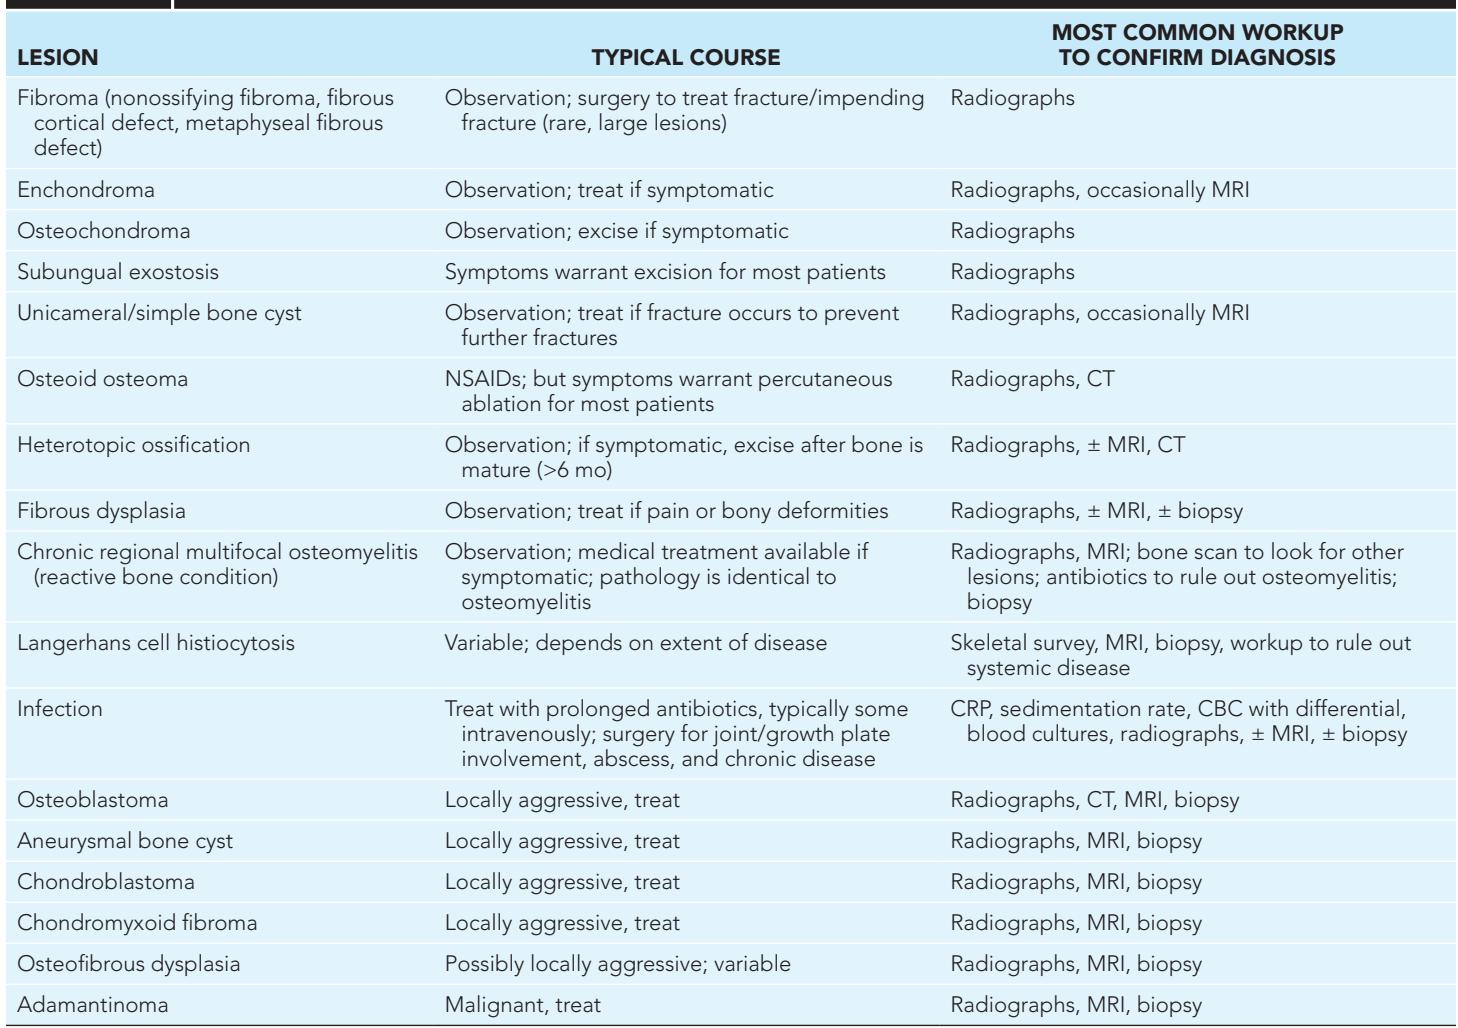 LESION TYPICAL COURSE MOST COMMON WORKUP
TO CONFIRM DIAGNOSIS
Fibroma (nonossifying fibroma, fibrous Observation; surgery to treat fracture/impending Radiographs
cortical defect, metaphyseal fibrous fracture (rare, large lesions)
defect)
Enchondroma Observation; treat if symptomatic Radiographs, occasionally MRI
Osteochondroma Observation; excise if symptomatic Radiographs
Subungual exostosis Symptoms warrant excision for most patients Radiographs
Unicameral/simple bone cyst Observation; treat if fracture occurs to prevent Radiographs, occasionally MRI
further fractures
Osteoid osteoma NSAIDs; but symptoms warrant percutaneous Radiographs, CT
ablation for most patients
Heterotopic ossification Observation; if symptomatic, excise after bone is Radiographs, ± MRI, CT
mature (>6 mo)
Fibrous dysplasia Observation; treat if pain or bony deformities Radiographs, ± MRI, ± biopsy
Chronic regional multifocal osteomyelitis Observation; medical treatment available if Radiographs, MRI; bone scan to look for other
(reactive bone condition) symptomatic; pathology is identical to lesions; antibiotics to rule out osteomyelitis;
osteomyelitis biopsy
Langerhans cell histiocytosis Variable; depends on extent of disease Skeletal survey, MRI, biopsy, workup to rule out
systemic disease
Infection Treat with prolonged antibiotics, typically some CRP, sedimentation rate, CBC with differential,
intravenously; surgery for joint/growth plate blood cultures, radiographs, ± MRI, ± biopsy
involvement, abscess, and chronic disease
Osteoblastoma Locally aggressive, treat Radiographs, CT, MRI, biopsy
Aneurysmal bone cyst Locally aggressive, treat Radiographs, MRI, biopsy
Chondroblastoma Locally aggressive, treat Radiographs, MRI, biopsy
Chondromyxoid fibroma Locally aggressive, treat Radiographs, MRI, biopsy
Osteofibrous dysplasia Possibly locally aggressive; variable Radiographs, MRI, biopsy
Adamantinoma Malignant, treat Radiographs, MRI, biopsy